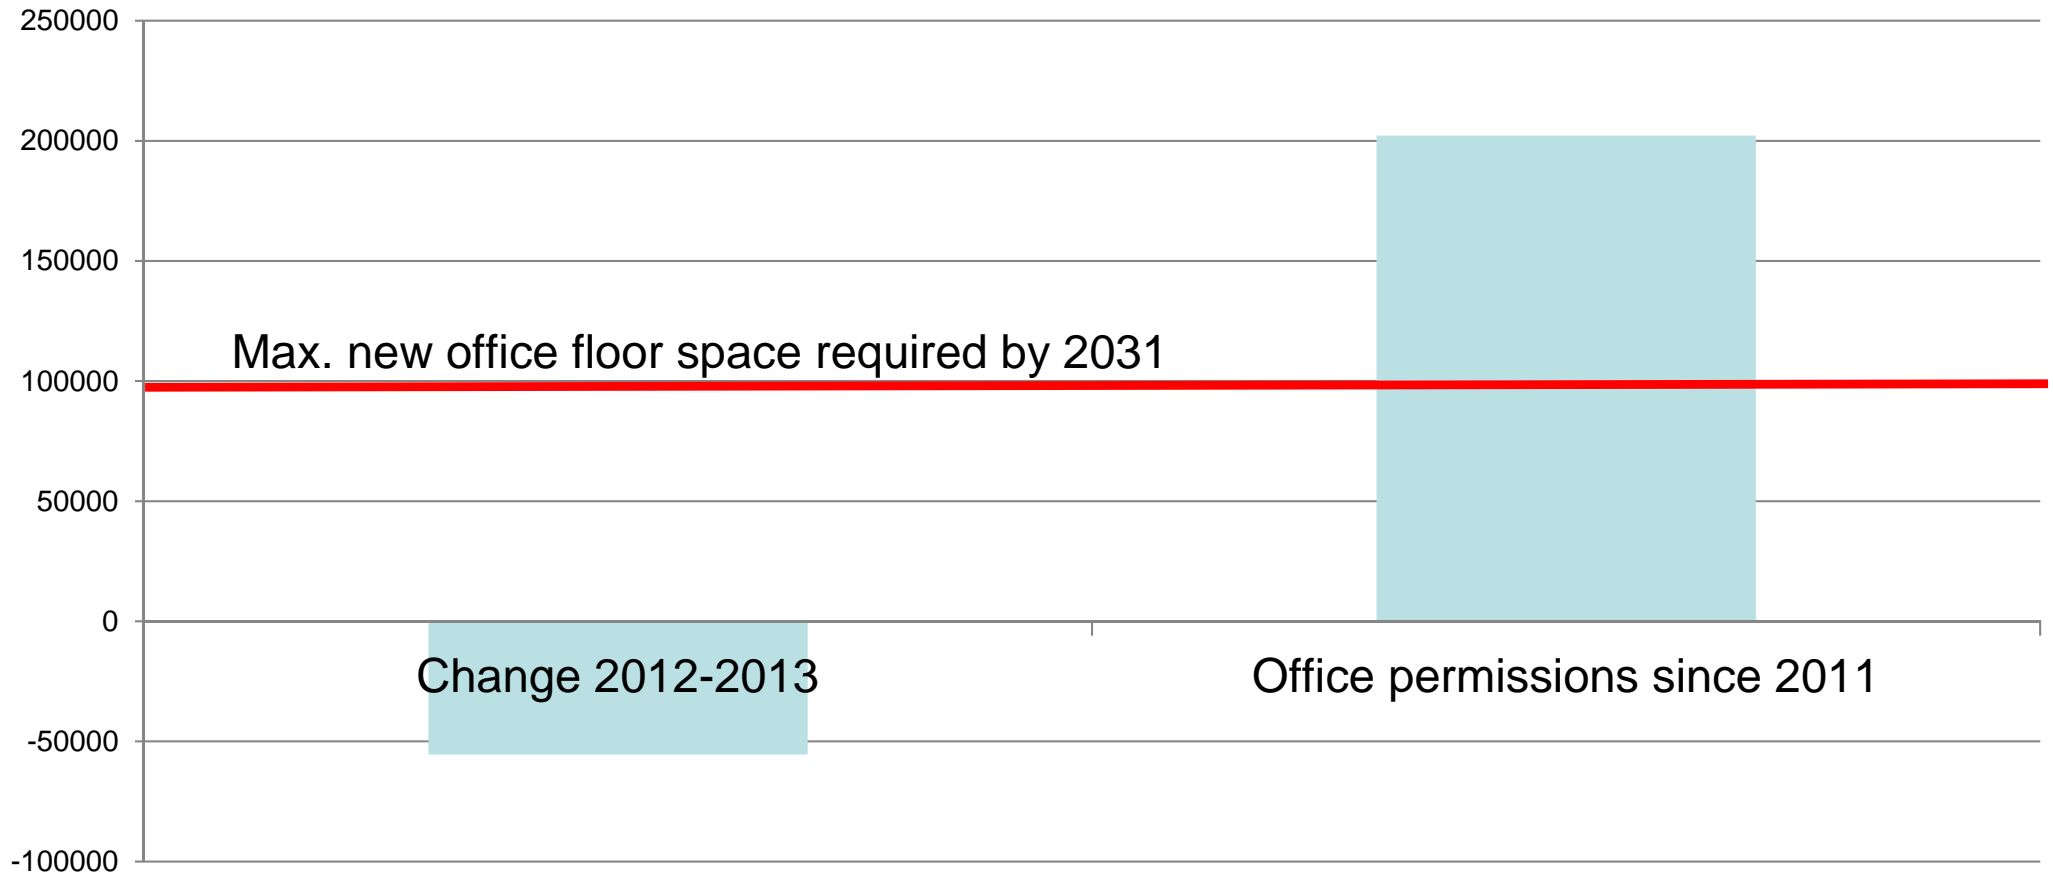 250000
200000
150000
Max. new office floor space required by 2031
100000
50000
0
Change 2012-2013
Office permissions since 2011
-50000
-100000